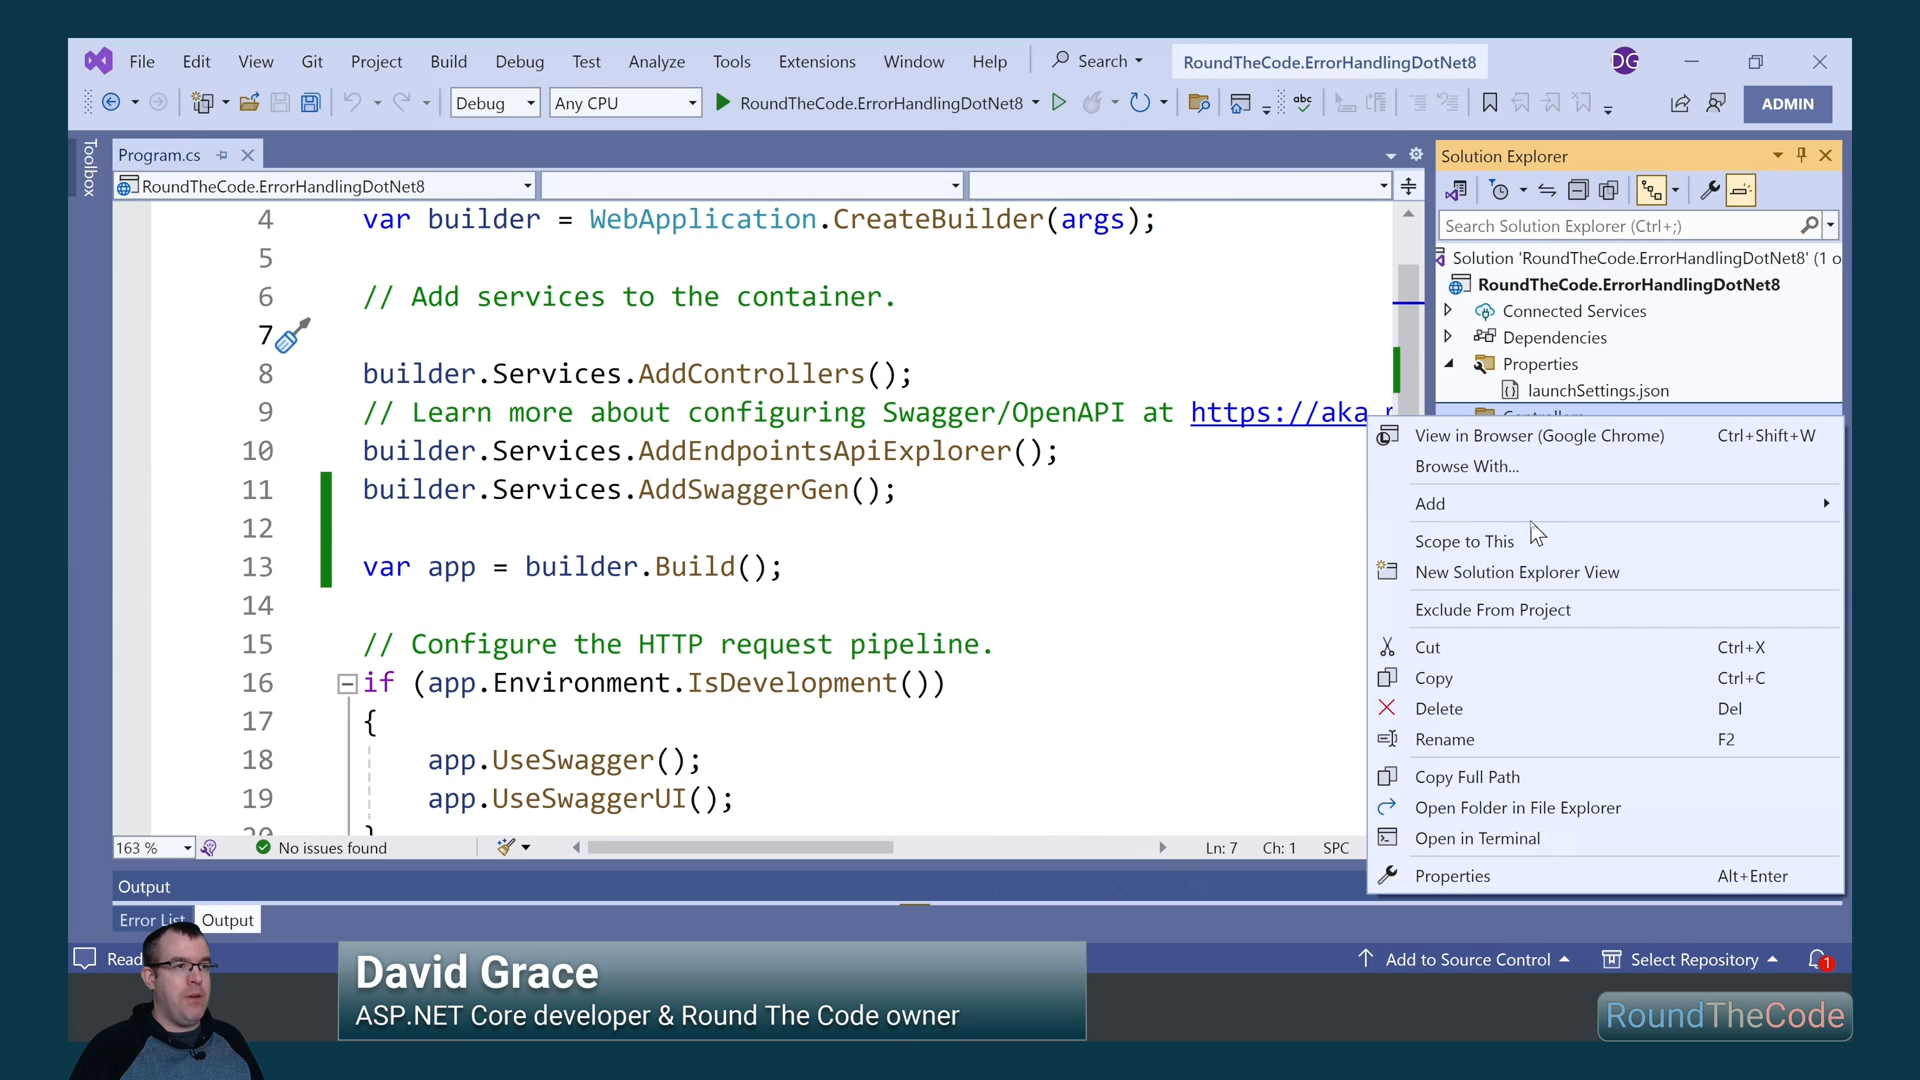 File Edit View Git Project Build Debug Test Analyze Tools Extensions Window Help Search RoundTheCode.ErrorHandlingDotNet8 DG
Debug Any CPU RoundTheCode.ErrorHandlingDotNet8 abc ADMIN
Toolbox
Program.cs
RoundTheCode.ErrorHandlingDotNet8
4 var builder = WebApplication.CreateBuilder(args);
5
6 // Add services to the container.
7
8 builder.Services.AddControllers();
9 // Learn more about configuring Swagger/OpenAPI at https://aka
10 builder.Services.AddEndpointsApiExplorer();
11 builder.Services.AddSwaggerGen();
12
13 var app = builder.Build();
14
15 // Configure the HTTP request pipeline.
16 if (app.Environment.IsDevelopment())
17 {
18 app.UseSwagger();
19 app.UseSwaggerUI();
20 }
163 % No issues found Ln: 7 Ch: 1 SPC
Solution Explorer
Search Solution Explorer (Ctrl+;)
Solution 'RoundTheCode.ErrorHandlingDotNet8' (1 o
RoundTheCode.ErrorHandlingDotNet8
Connected Services
Dependencies
Properties
launchSettings.json
Controllers
View in Browser (Google Chrome) Ctrl+Shift+W
Browse With...
Add
Scope to This
New Solution Explorer View
Exclude From Project
Cut Ctrl+X
Copy Ctrl+C
Delete Del
Rename F2
Copy Full Path
Open Folder in File Explorer
Open in Terminal
Properties Alt+Enter
Output
Error List Output
Read Add to Source Control Select Repository 1
David Grace
ASP.NET Core developer & Round The Code owner
RoundTheCode